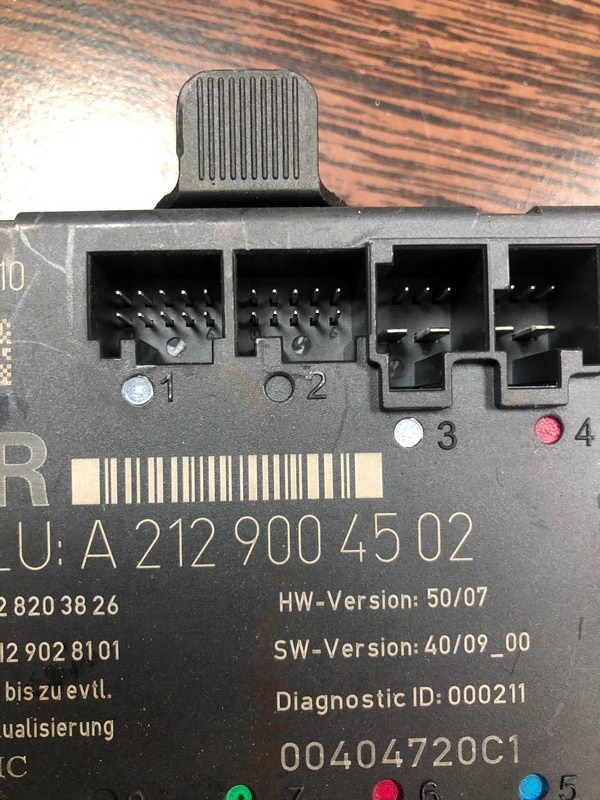 10
1 2 3 4
R
LU: A 212 900 45 02
2 820 38 26
HW-Version: 50/07
12 902 81 01
SW-Version: 40/09_00
bis zu evtl.
Diagnostic ID: 000211
ualisierung
00404720C1
IC
7 6 5